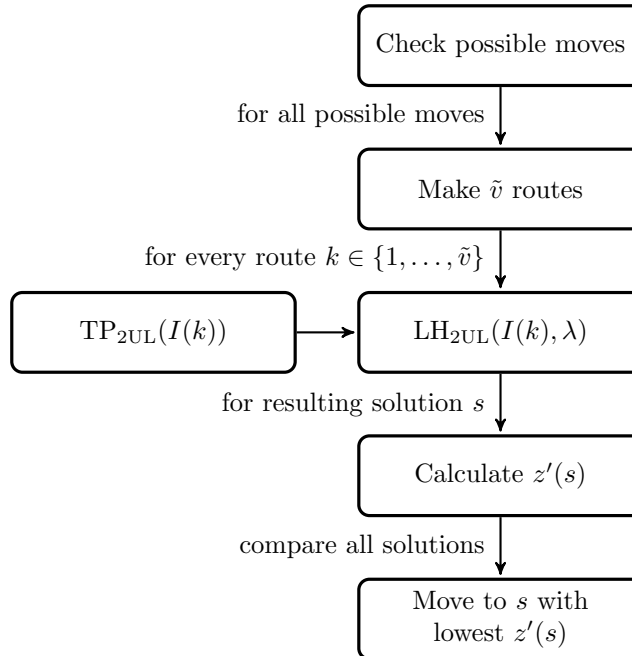 Check possible moves
for all possible moves
Make ṽ routes
for every route k ∈ {1, . . . , ṽ}
TP₂UL(I(k))
LH₂UL(I(k), λ)
for resulting solution s
Calculate z′(s)
compare all solutions
Move to s with
lowest z′(s)